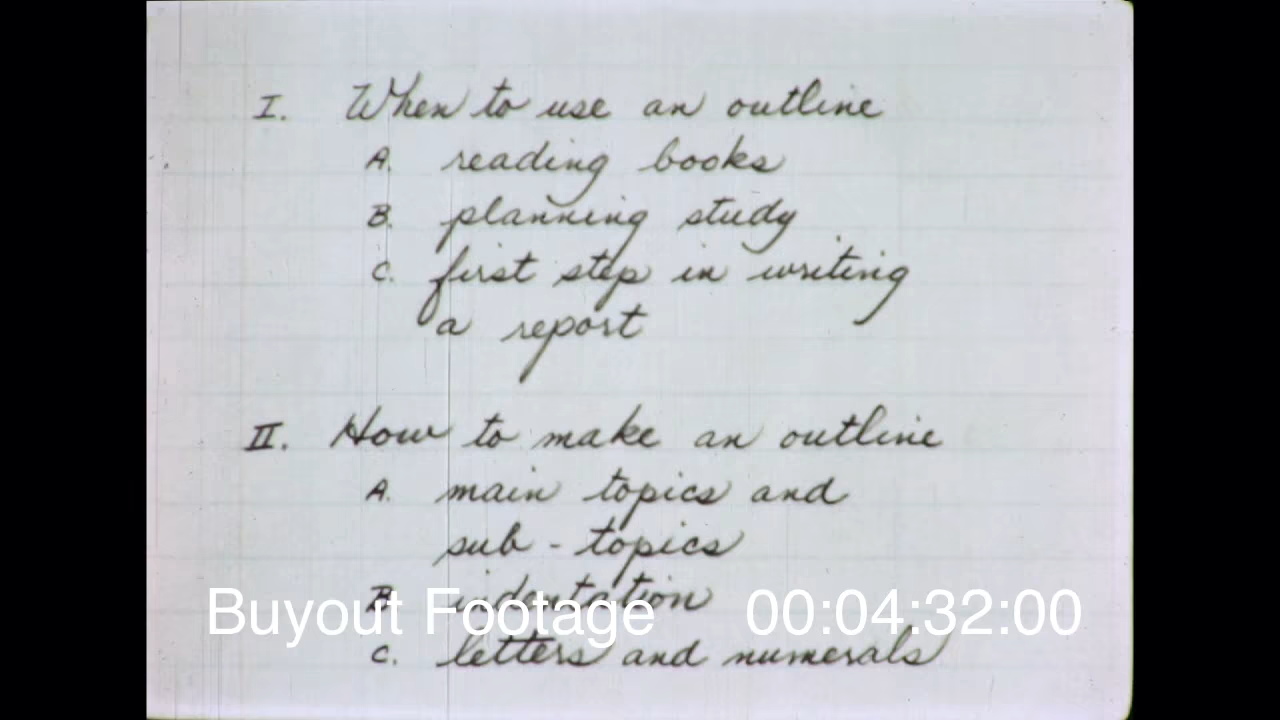 I. When to use an outline
A. reading books
B. planning study
C. first step in writing
a report
II. How to make an outline
A. main topics and
sub-topics
B. indentation
Buyout Footage 00:04:32:00
C. letters and numerals